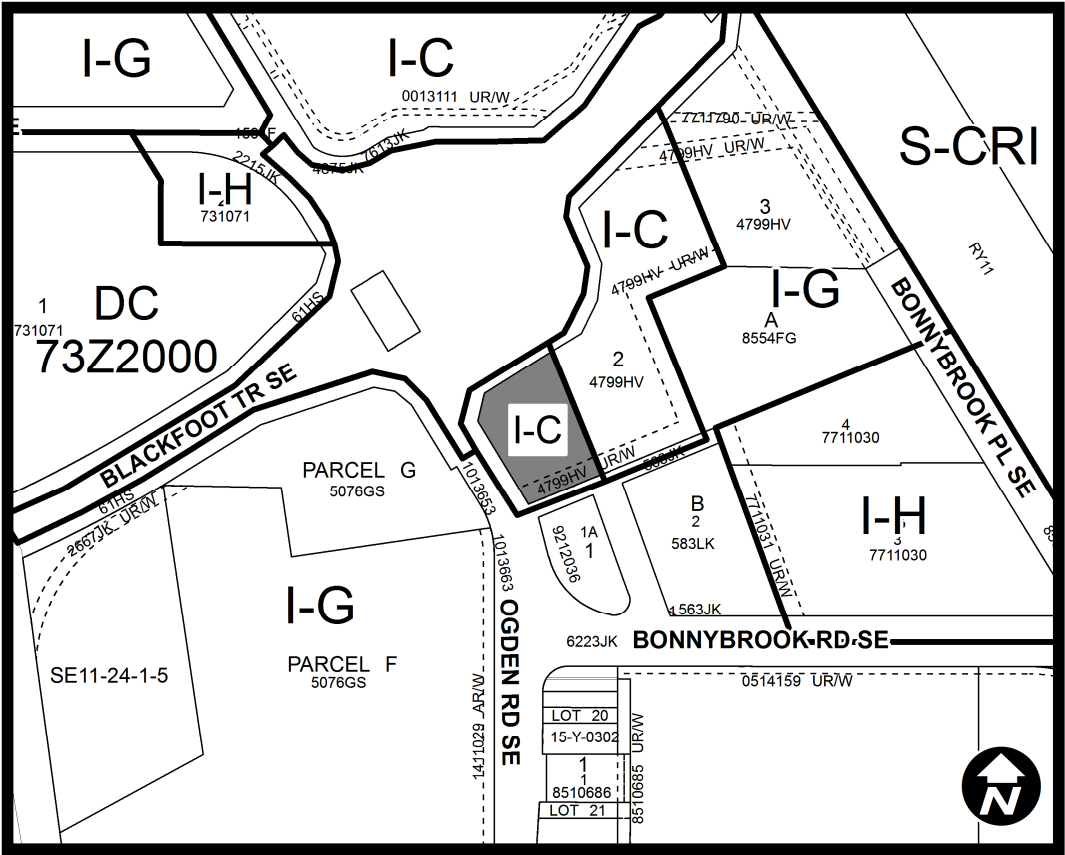 I-G
I-C
0013111 UR/W
7613JK
4875JK
2215JK
I-H
731071
7711790 UR/W
4799HV UR/W
S-CRI
3
4799HV
I-C
RY11
4799HV UR/W
I-G
A
8554FG
1
731071
DC
73Z2000
61HS
BONNYBROOK PL SE
2
4799HV
BLACKFOOT TR SE
I-C
4799HV UR/W
4
7711030
PARCEL G
5076GS
1013653
61HS
2667JK UR/W
B
2
583LK
7711031 UR/W
I-H
7711030
1A
1
9212036
1013663
I-G
1563JK
6223JK
BONNYBROOK RD SE
OGDEN RD SE
PARCEL F
5076GS
SE11-24-1-5
0514159 UR/W
1411029 AR/W
LOT 20
15-Y-0302
1
1
8510686
LOT 21
8510685 UR/W
N